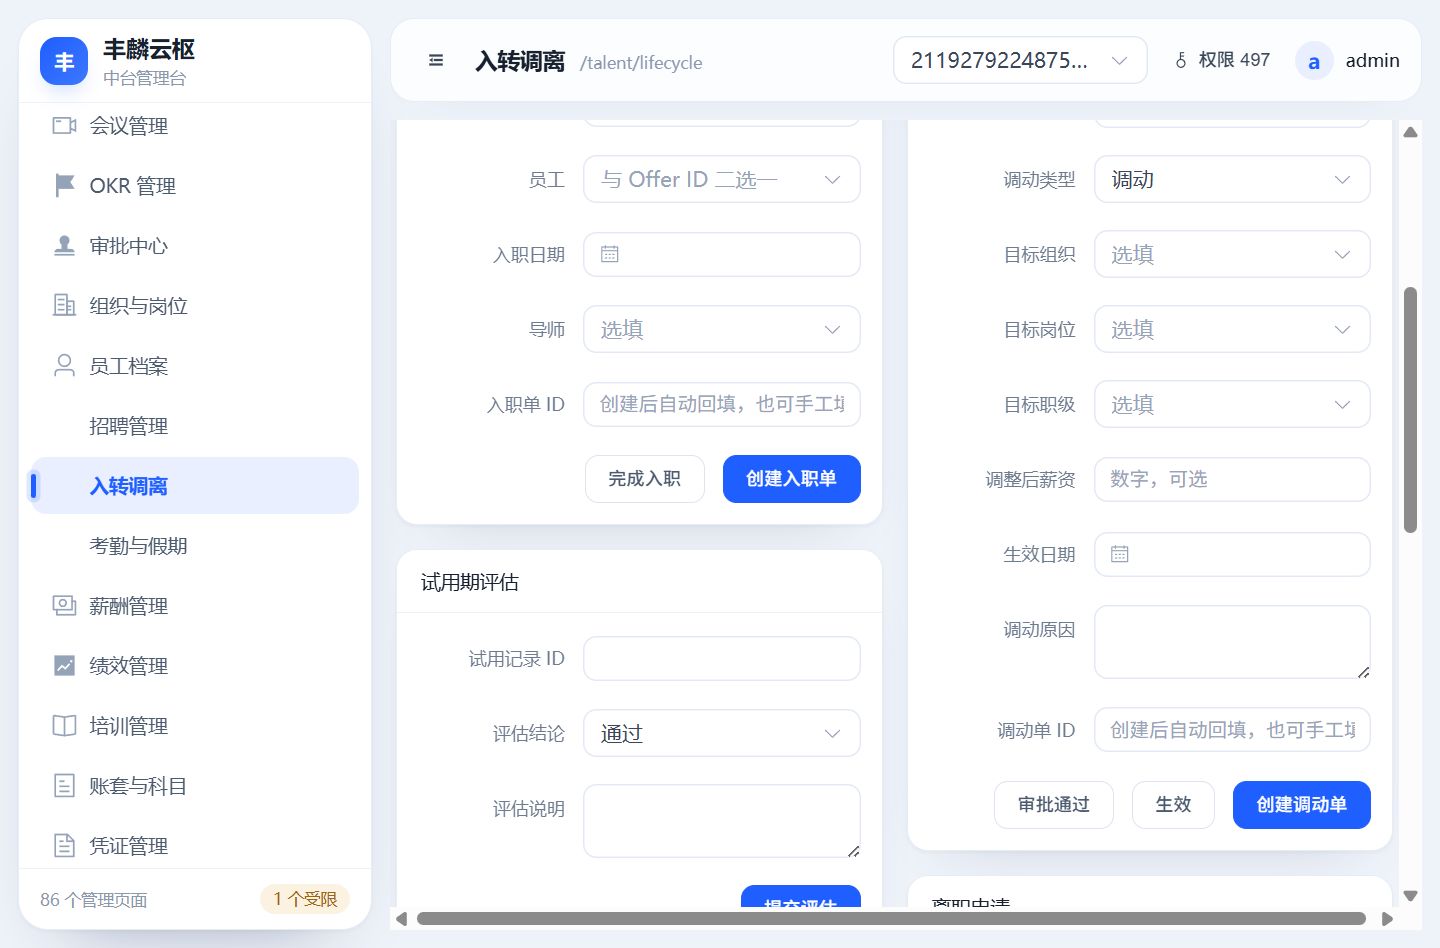 丰
丰麟云枢
中台管理台
会议管理
OKR 管理
审批中心
组织与岗位
员工档案
招聘管理
入转调离
考勤与假期
薪酬管理
绩效管理
培训管理
账套与科目
凭证管理
86 个管理页面
1 个受限
入转调离
/talent/lifecycle
2119279224875...
权限 497
a
admin
员工
与 Offer ID 二选一
入职日期
导师
选填
入职单 ID
创建后自动回填，也可手工填
完成入职
创建入职单
试用期评估
试用记录 ID
评估结论
通过
评估说明
提交评估
调动类型
调动
目标组织
选填
目标岗位
选填
目标职级
选填
调整后薪资
数字，可选
生效日期
调动原因
调动单 ID
创建后自动回填，也可手工填
审批通过
生效
创建调动单
离职申请